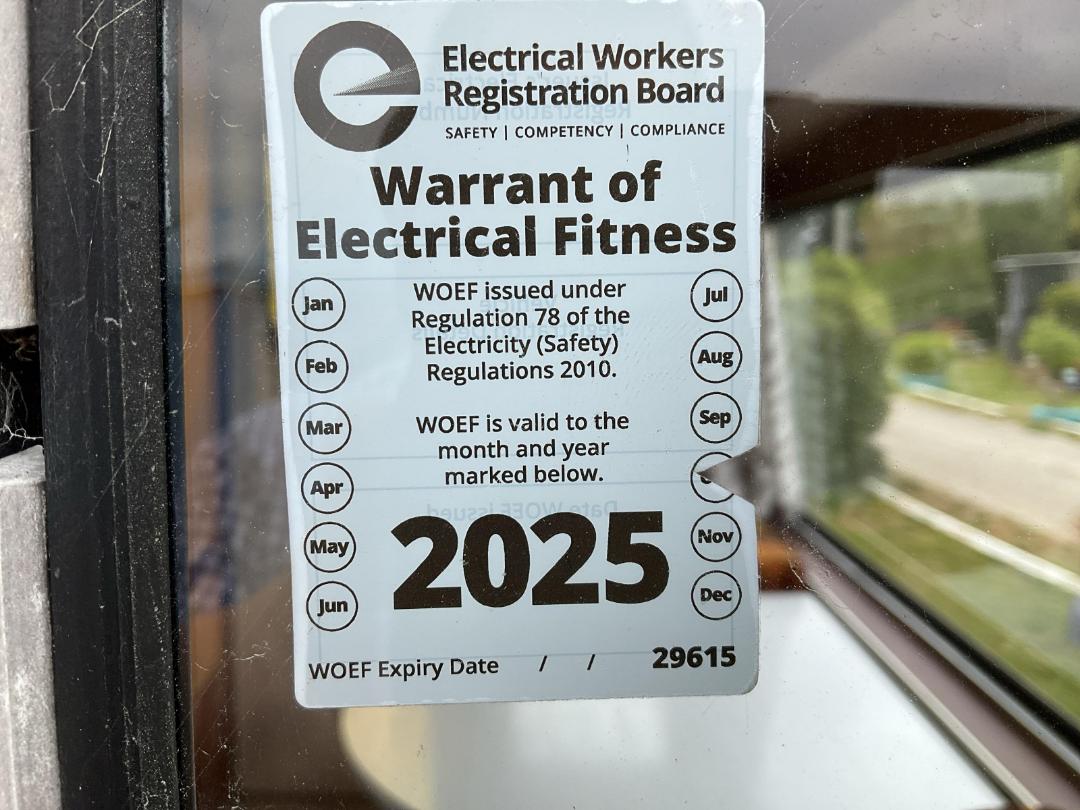 Electrical Workers
Registration Board
SAFETY | COMPETENCY | COMPLIANCE
Warrant of
Electrical Fitness
Jan
Feb
Mar
Apr
May
Jun
WOEF issued under
Regulation 78 of the
Electricity (Safety)
Regulations 2010.
WOEF is valid to the
month and year
marked below.
2025
Jul
Aug
Sep
Nov
Dec
WOEF Expiry Date / / 29615